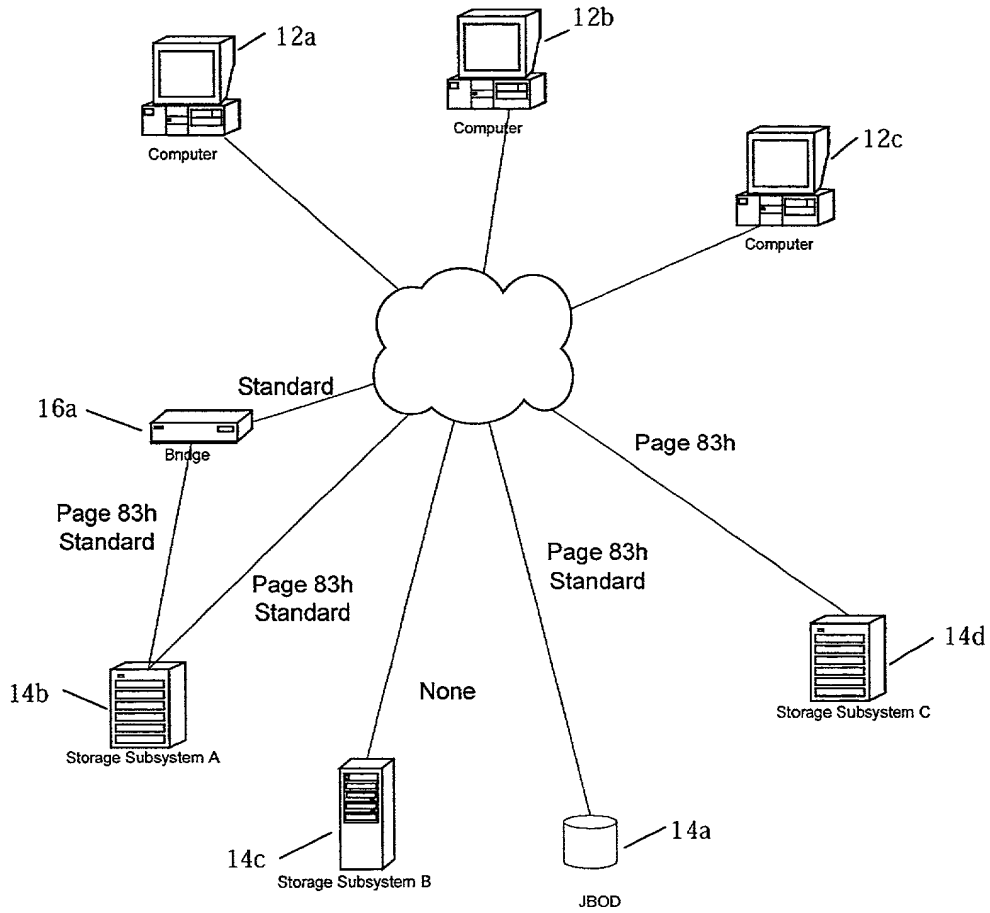 12a
12b
Computer
Computer
12c
Computer
Standard
16a
Bridge
Page 83h
Page 83h
Standard
Page 83h
Standard
Page 83h
Standard
14d
14b
None
Storage Subsystem C
Storage Subsystem A
14a
14c
Storage Subsystem B
JBOD